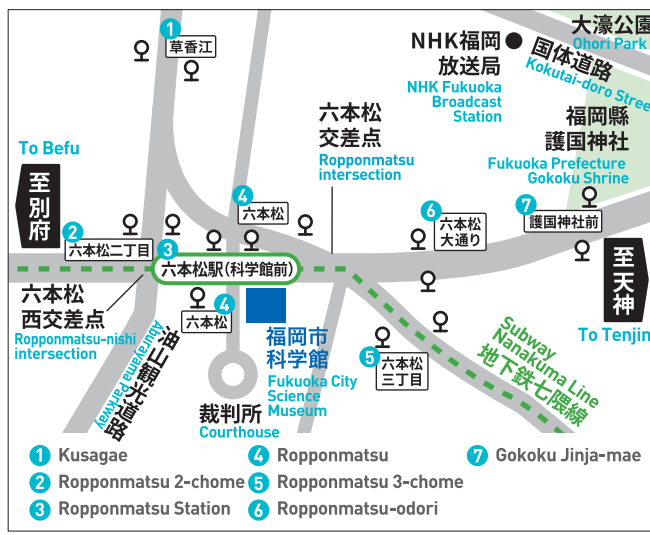 1
草香江
NHK福岡
放送局
NHK Fukuoka
Broadcast
Station
大濠公園
Ohori Park
国体道路
Kokutai-doro Street
六本松
交差点
Ropponmatsu
intersection
福岡縣
護国神社
Fukuoka Prefecture
Gokoku Shrine
To Befu
至別府
4
六本松
6
六本松
大通り
7
護国神社前
2
六本松二丁目
3
六本松駅(科学館前)
至天神
To Tenjin
六本松
西交差点
Ropponmatsu-nishi
intersection
4
六本松
福岡市
科学館
Fukuoka City
Science
Museum
5
六本松
三丁目
Subway
Nanakuma Line
地下鉄七隈線
油山観光道路
Aburayama Parkway
裁判所
Courthouse
1 Kusagae
2 Ropponmatsu 2-chome
3 Ropponmatsu Station
4 Ropponmatsu
5 Ropponmatsu 3-chome
6 Ropponmatsu-odori
7 Gokoku Jinja-mae